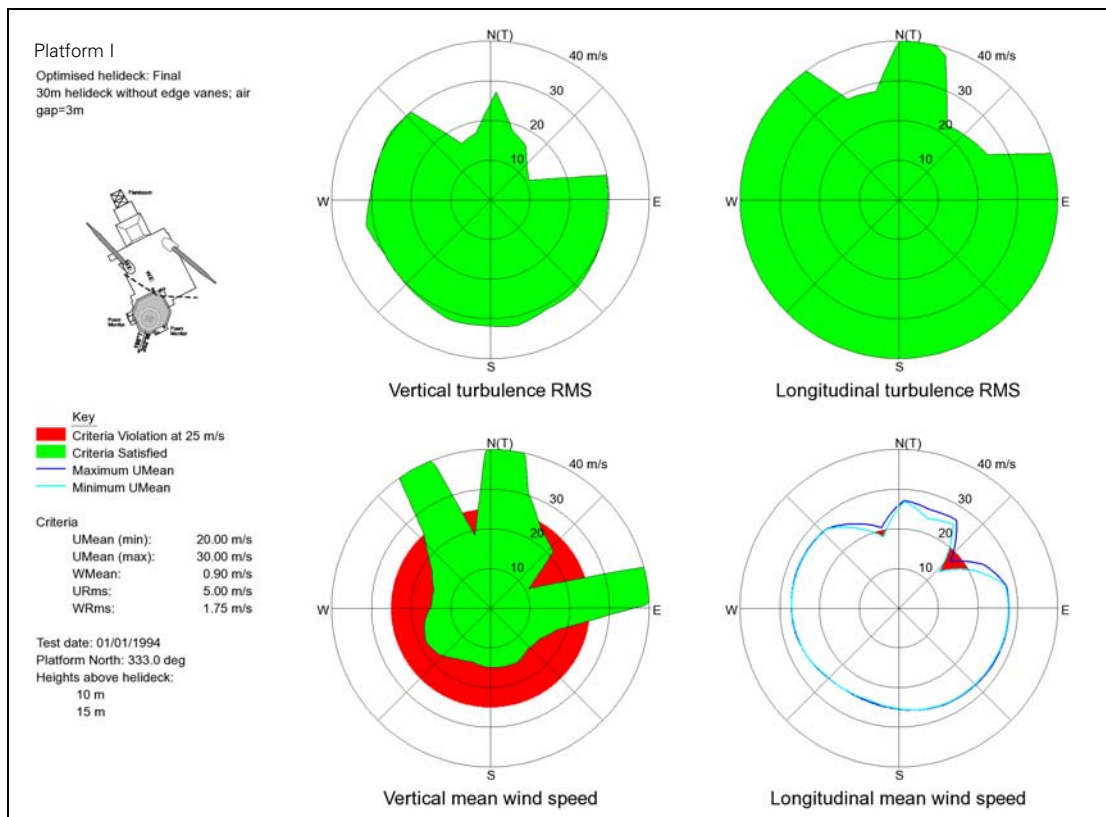 Platform I
Optimised helideck: Final
30m helideck without edge vanes; air
gap=3m
Foam
Monitor
Foam
Monitor
N(T)
40 m/s
30
20
10
W
E
S
Vertical turbulence RMS
N(T)
40 m/s
30
20
10
W
E
S
Longitudinal turbulence RMS
Key
Criteria Violation at 25 m/s
Criteria Satisfied
Maximum UMean
Minimum UMean
Criteria
UMean (min): 20.00 m/s
UMean (max): 30.00 m/s
WMean: 0.90 m/s
URms: 5.00 m/s
WRms: 1.75 m/s
Test date: 01/01/1994
Platform North: 333.0 deg
Heights above helideck:
10 m
15 m
N(T)
40 m/s
30
20
10
W
E
S
Vertical mean wind speed
N(T)
40 m/s
30
20
10
W
E
S
Longitudinal mean wind speed